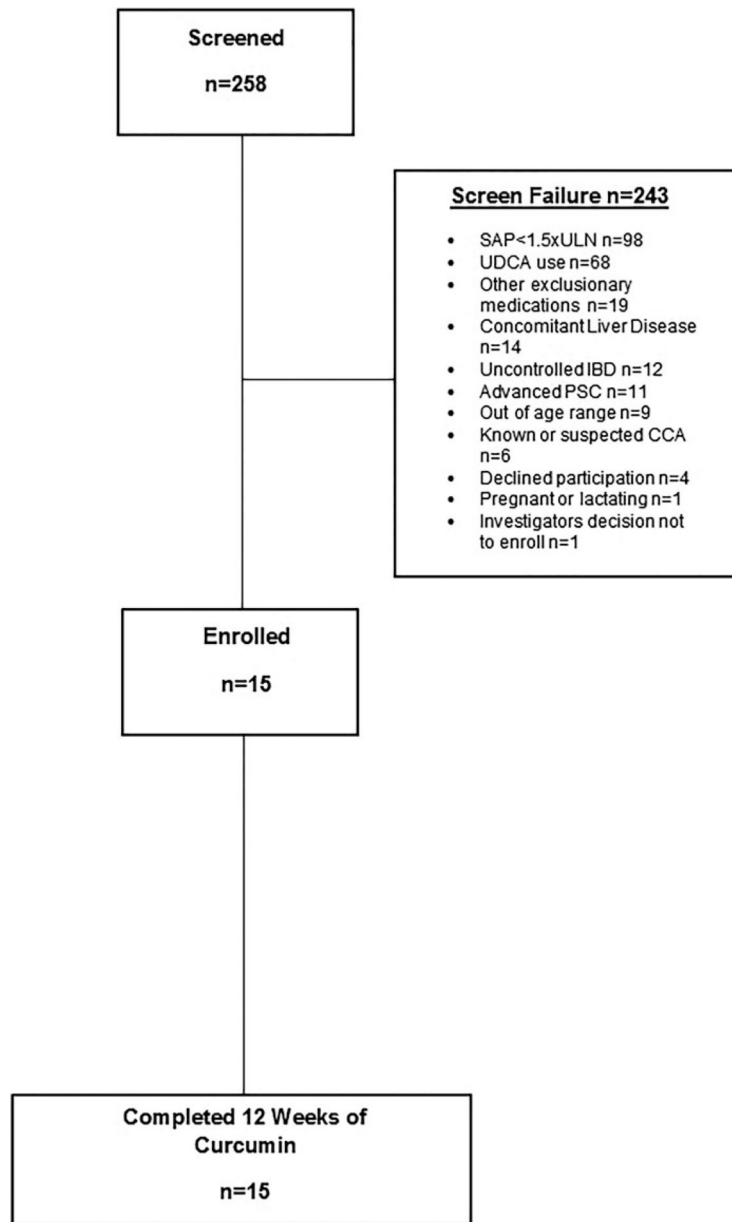 Screened
n=258
Screen Failure n=243
• SAP<1.5xULN n=98
• UDCA use n=68
• Other exclusionary
medications n=19
• Concomitant Liver Disease
n=14
• Uncontrolled IBD n=12
• Advanced PSC n=11
• Out of age range n=9
• Known or suspected CCA
n=6
• Declined participation n=4
• Pregnant or lactating n=1
• Investigators decision not
to enroll n=1
Enrolled
n=15
Completed 12 Weeks of
Curcumin
n=15